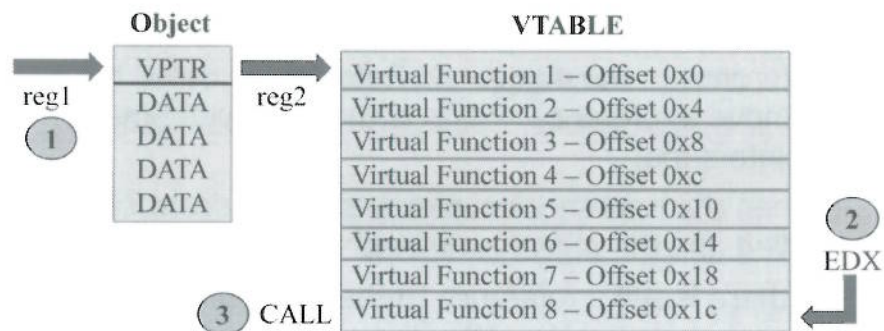 Object
VTABLE
VPTR
DATA
DATA
DATA
DATA
reg1
1
reg2
Virtual Function 1 – Offset 0x0
Virtual Function 2 – Offset 0x4
Virtual Function 3 – Offset 0x8
Virtual Function 4 – Offset 0xc
Virtual Function 5 – Offset 0x10
Virtual Function 6 – Offset 0x14
Virtual Function 7 – Offset 0x18
Virtual Function 8 – Offset 0x1c
2
EDX
3 CALL